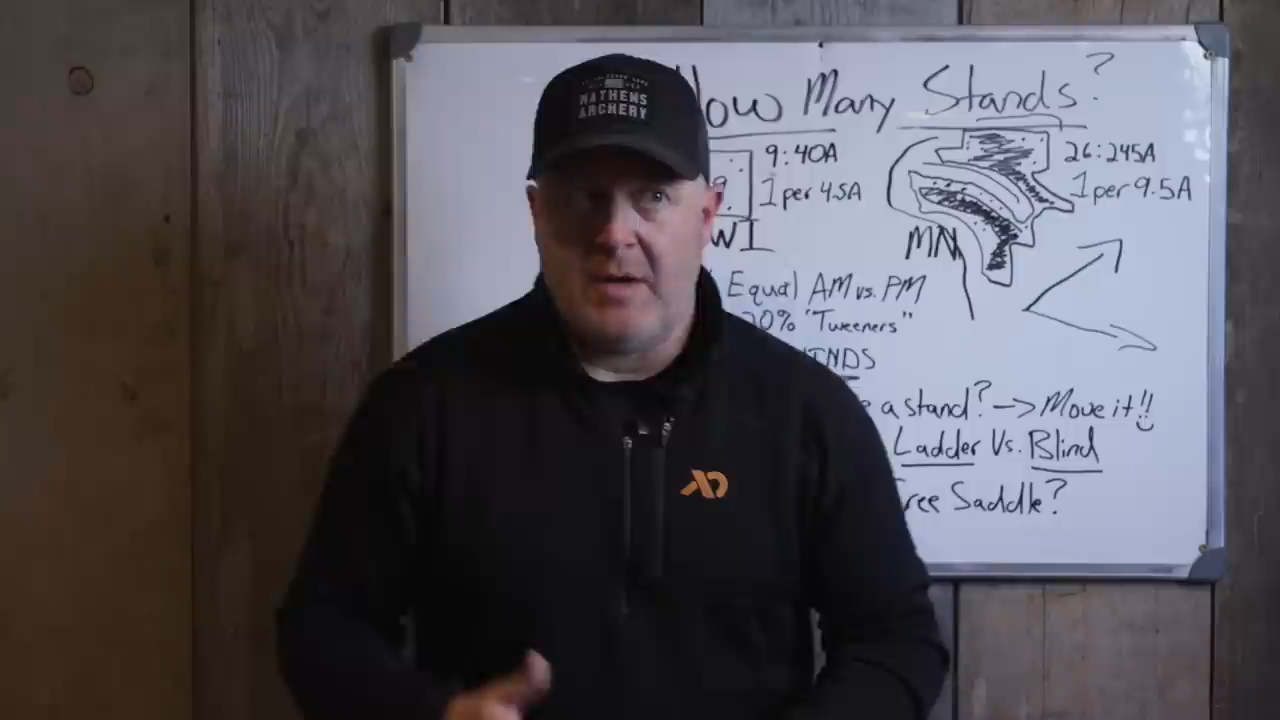 MATHEWS
ARCHERY
How Many Stands?
9:40A
1 per 4.5A
WI
26:245A
1 per 9.5A
MN
Equal AM vs. PM
20% "Tweeners"
INDS
a stand? -> Move it!!
Ladder Vs. Blind
ree Saddle?